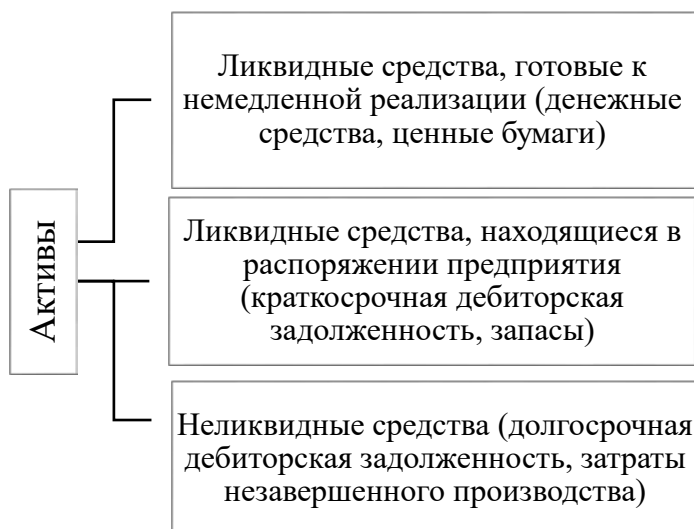 Активы
Ликвидные средства, готовые к
немедленной реализации (денежные
средства, ценные бумаги)
Ликвидные средства, находящиеся в
распоряжении предприятия
(краткосрочная дебиторская
задолженность, запасы)
Неликвидные средства (долгосрочная
дебиторская задолженность, затраты
незавершенного производства)